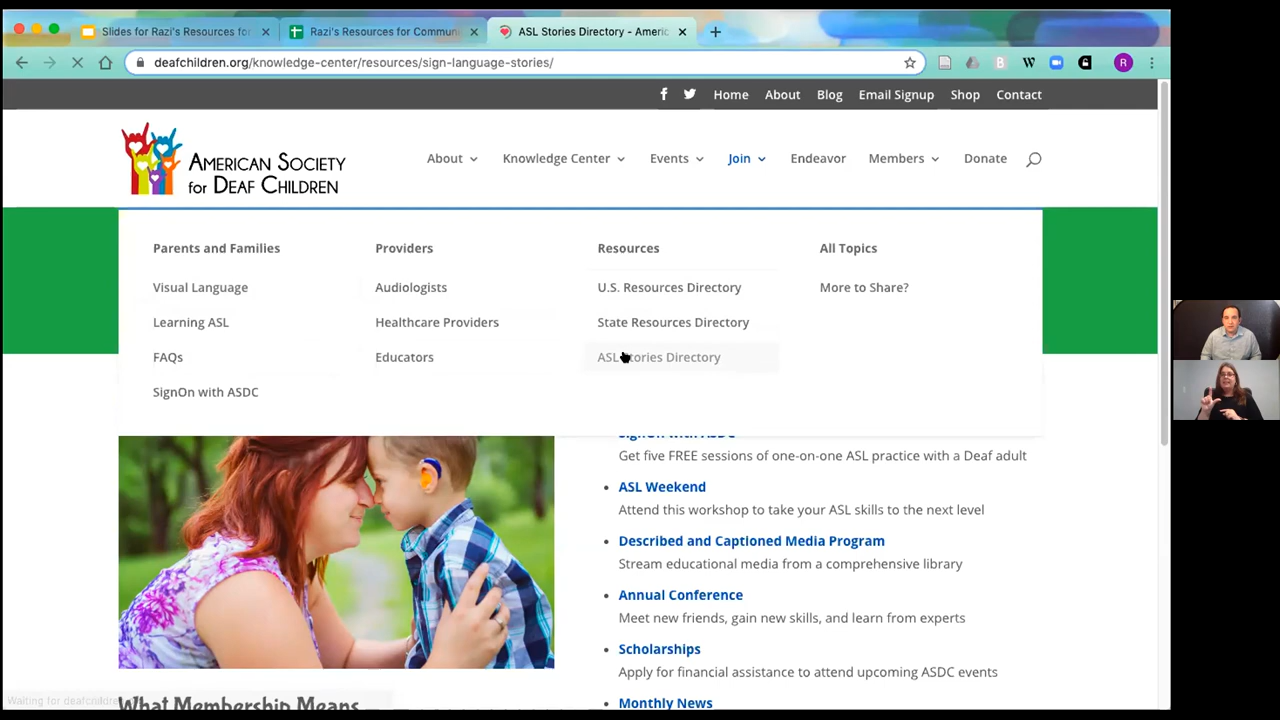 Slides for Razi's Resources for
Razi's Resources for Commun
ASL Stories Directory - Americ
deafchildren.org/knowledge-center/resources/sign-language-stories/
W
R
Home
About
Blog
Email Signup
Shop
Contact
AMERICAN SOCIETY
for DEAF CHILDREN
About
Knowledge Center
Events
Join
Endeavor
Members
Donate
Parents and Families
Providers
Resources
All Topics
Visual Language
Audiologists
U.S. Resources Directory
More to Share?
Learning ASL
Healthcare Providers
State Resources Directory
FAQs
Educators
ASL Stories Directory
SignOn with ASDC
SignOn with ASDC
Get five FREE sessions of one-on-one ASL practice with a Deaf adult
ASL Weekend
Attend this workshop to take your ASL skills to the next level
Described and Captioned Media Program
Stream educational media from a comprehensive library
Annual Conference
Meet new friends, gain new skills, and learn from experts
Scholarships
Apply for financial assistance to attend upcoming ASDC events
Monthly News
What Membership Means
Waiting for deafchildren